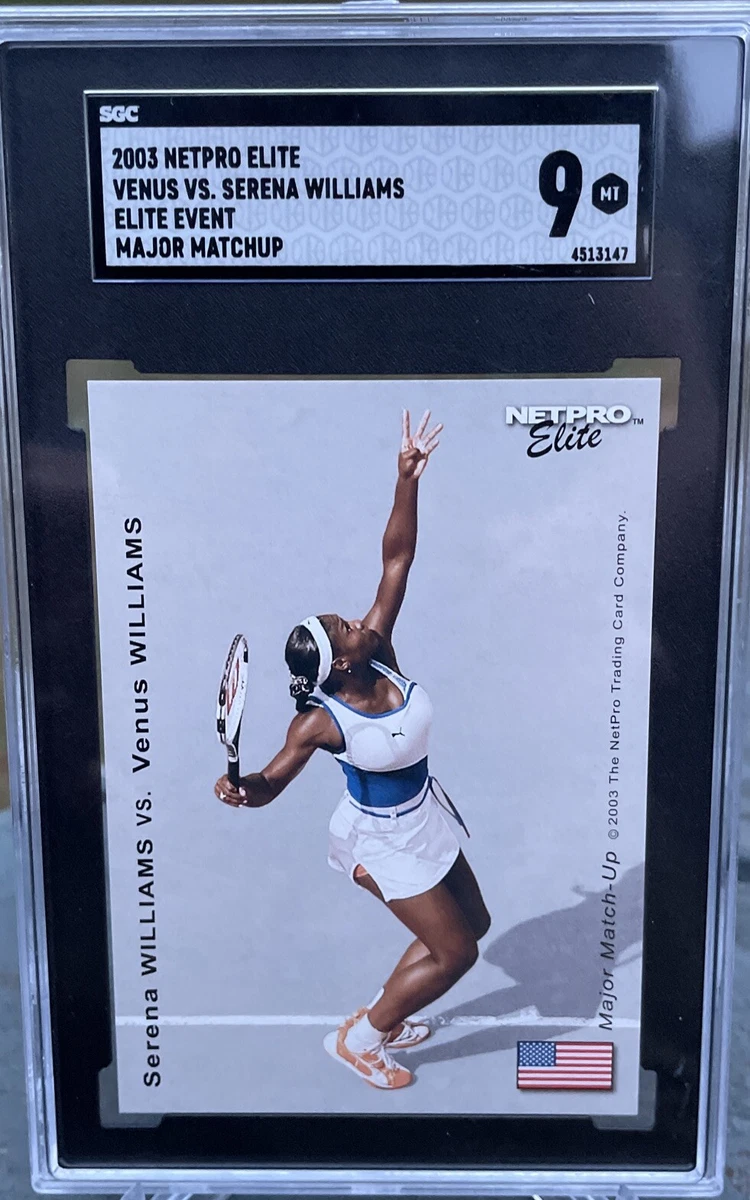 SGC
2003 NETPRO ELITE
VENUS VS. SERENA WILLIAMS
ELITE EVENT
MAJOR MATCHUP
9
MT
4513147
NETPRO™
Elite
Serena WILLIAMS VS. Venus WILLIAMS
Major Match-Up © 2003 The NetPro Trading Card Company.